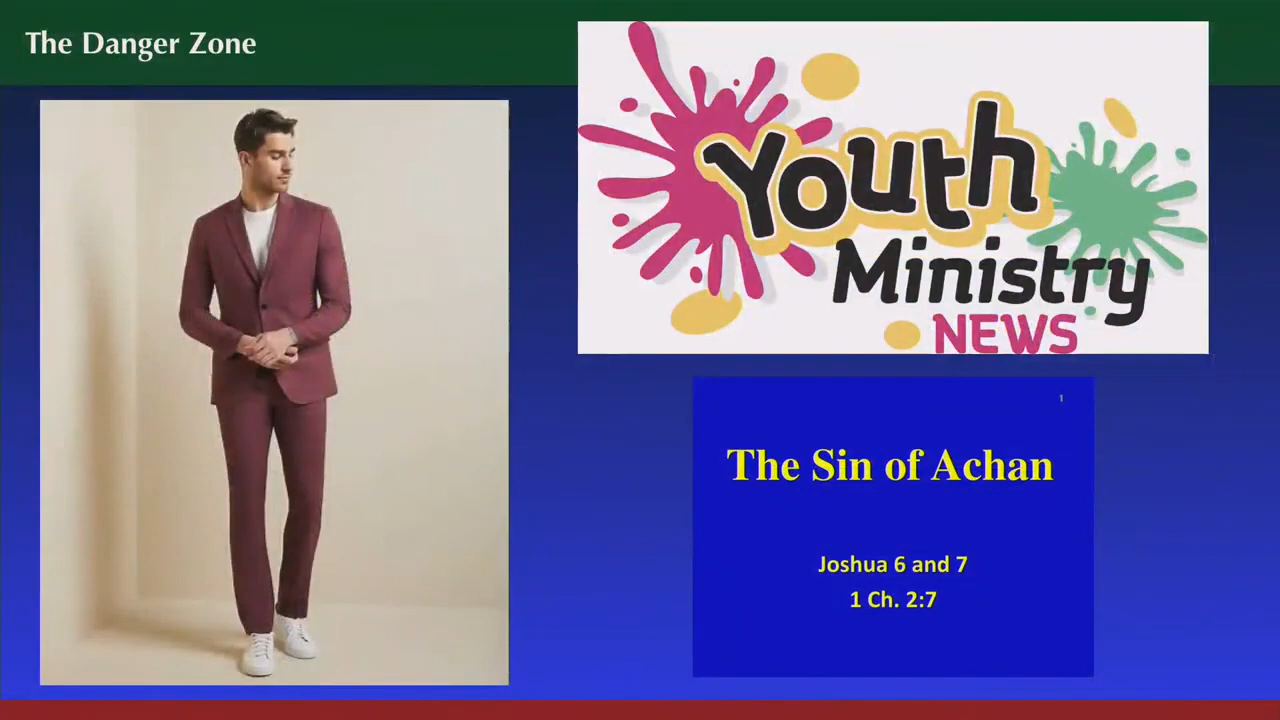 The Danger Zone
Youth
Ministry
NEWS
1
The Sin of Achan
Joshua 6 and 7
1 Ch. 2:7